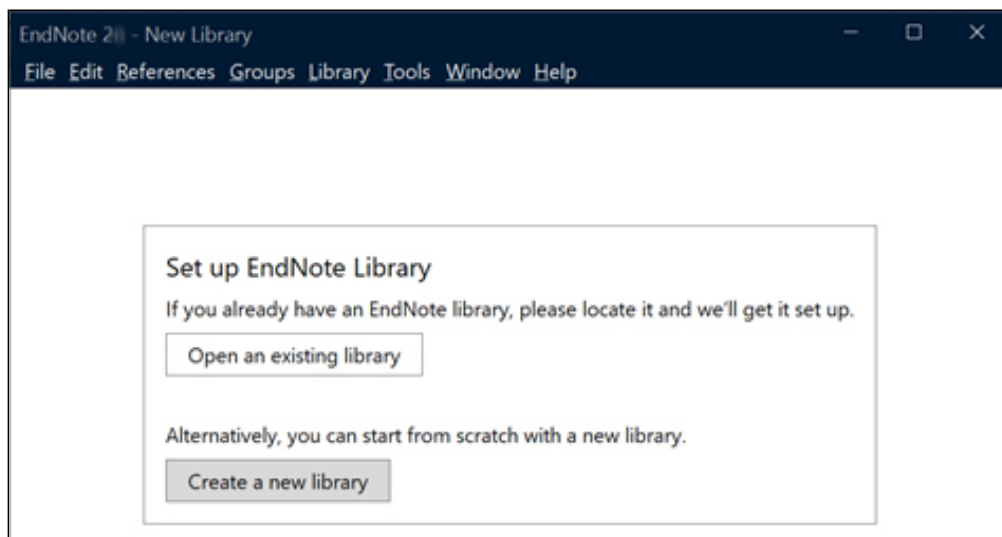 EndNote - New Library
File Edit References Groups Library Tools Window Help
Set up EndNote Library
If you already have an EndNote library, please locate it and we'll get it set up.
Open an existing library
Alternatively, you can start from scratch with a new library.
Create a new library